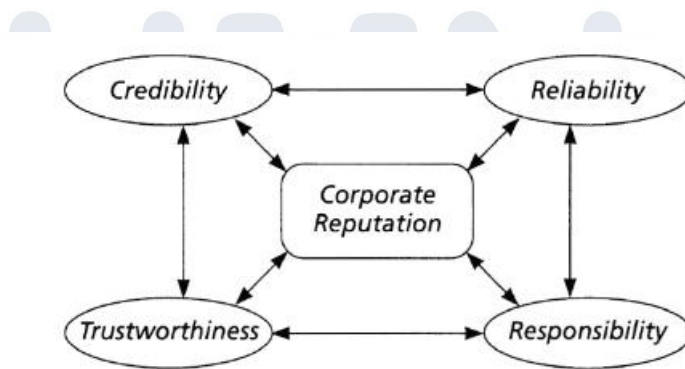 Credibility
Reliability
Corporate
Reputation
Trustworthiness
Responsibility